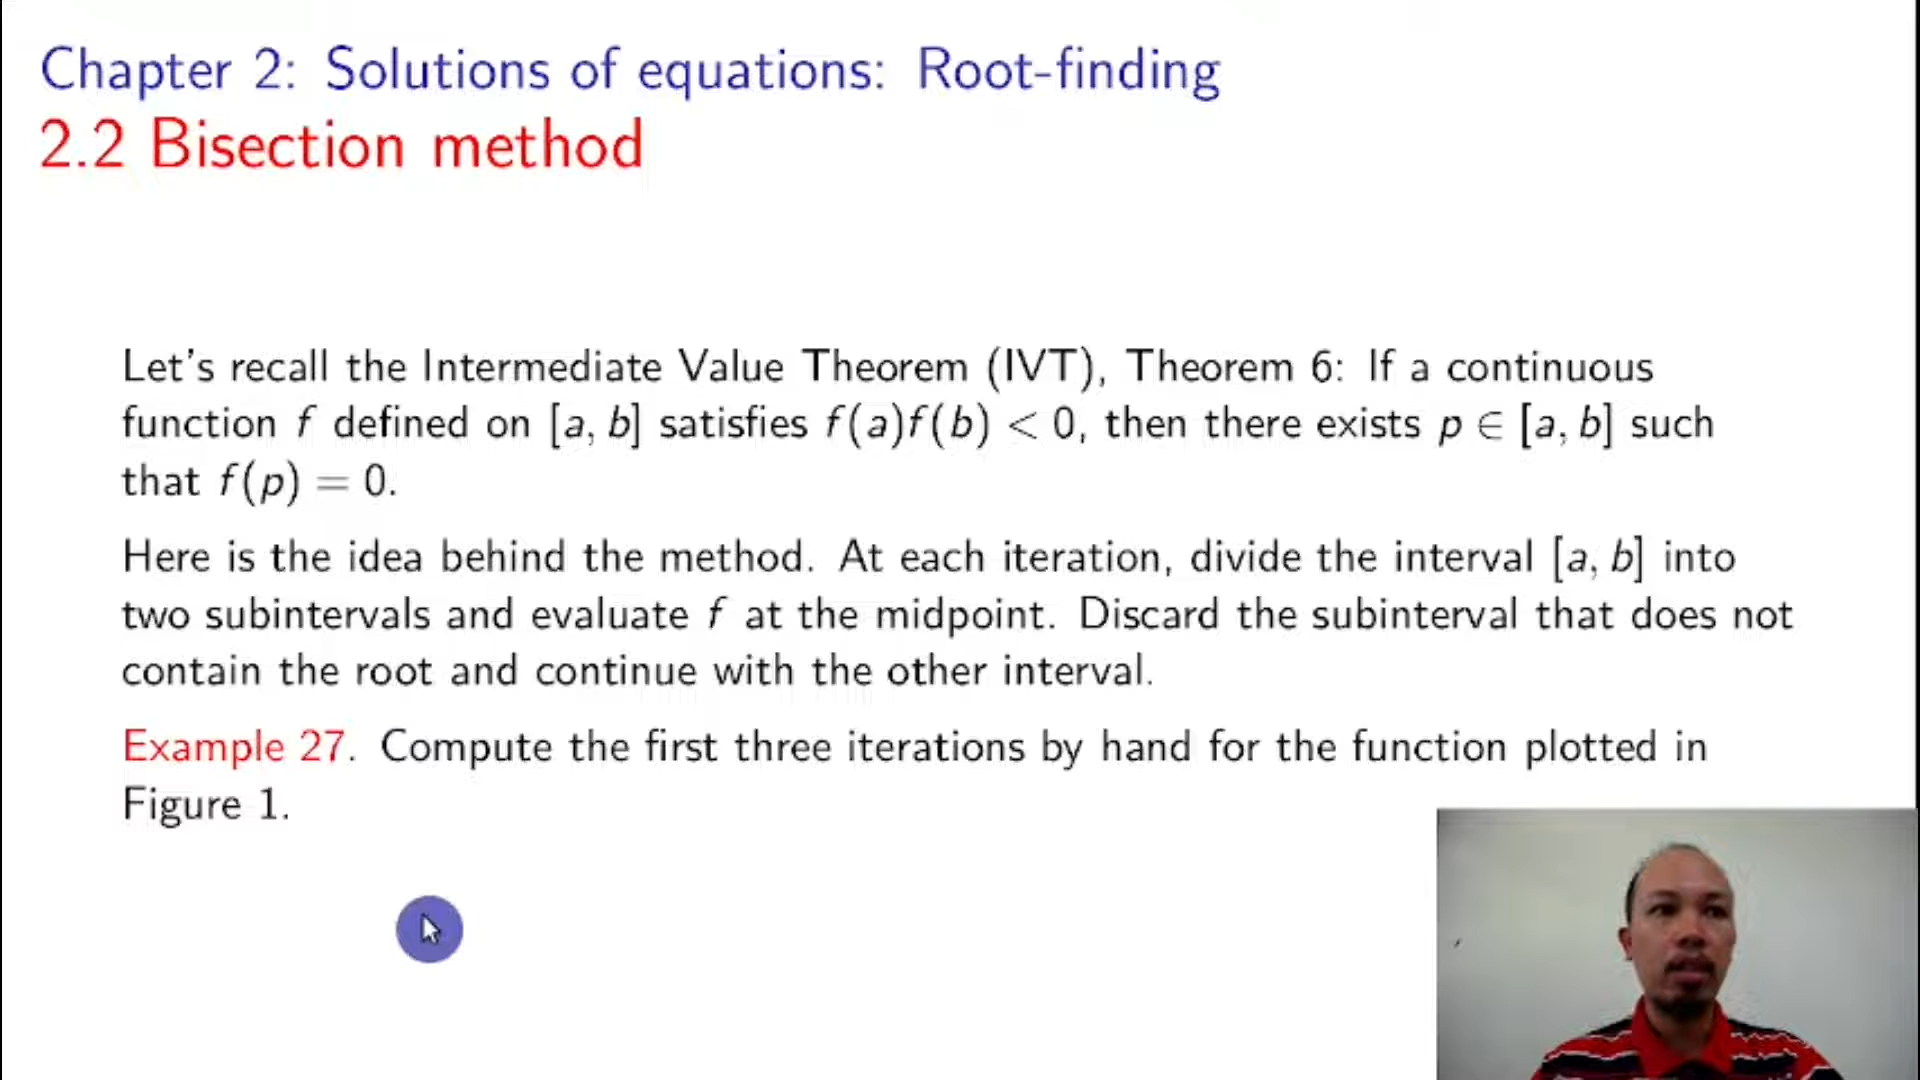 Chapter 2: Solutions of equations: Root-finding
2.2 Bisection method
Let's recall the Intermediate Value Theorem (IVT), Theorem 6: If a continuous
function f defined on [a, b] satisfies f(a)f(b) < 0, then there exists p ∈ [a, b] such
that f(p) = 0.
Here is the idea behind the method. At each iteration, divide the interval [a, b] into
two subintervals and evaluate f at the midpoint. Discard the subinterval that does not
contain the root and continue with the other interval.
Example 27. Compute the first three iterations by hand for the function plotted in
Figure 1.